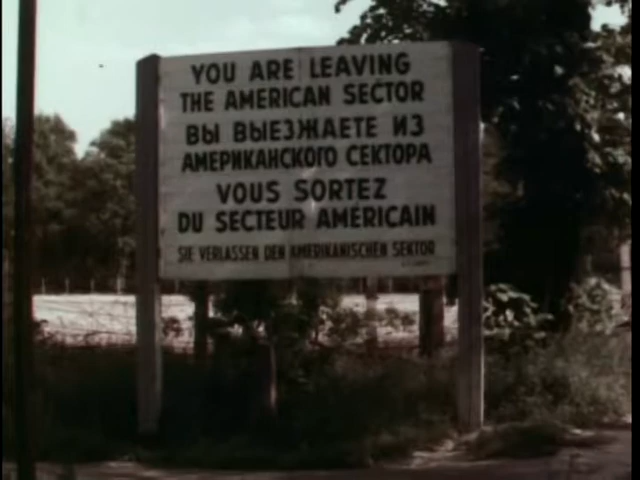 YOU ARE LEAVING
THE AMERICAN SECTOR
ВЫ ВЫЕЗЖАЕТЕ ИЗ
АМЕРИКАНСКОГО СЕКТОРА
VOUS SORTEZ
DU SECTEUR AMÉRICAIN
SIE VERLASSEN DEN AMERIKANISCHEN SEKTOR